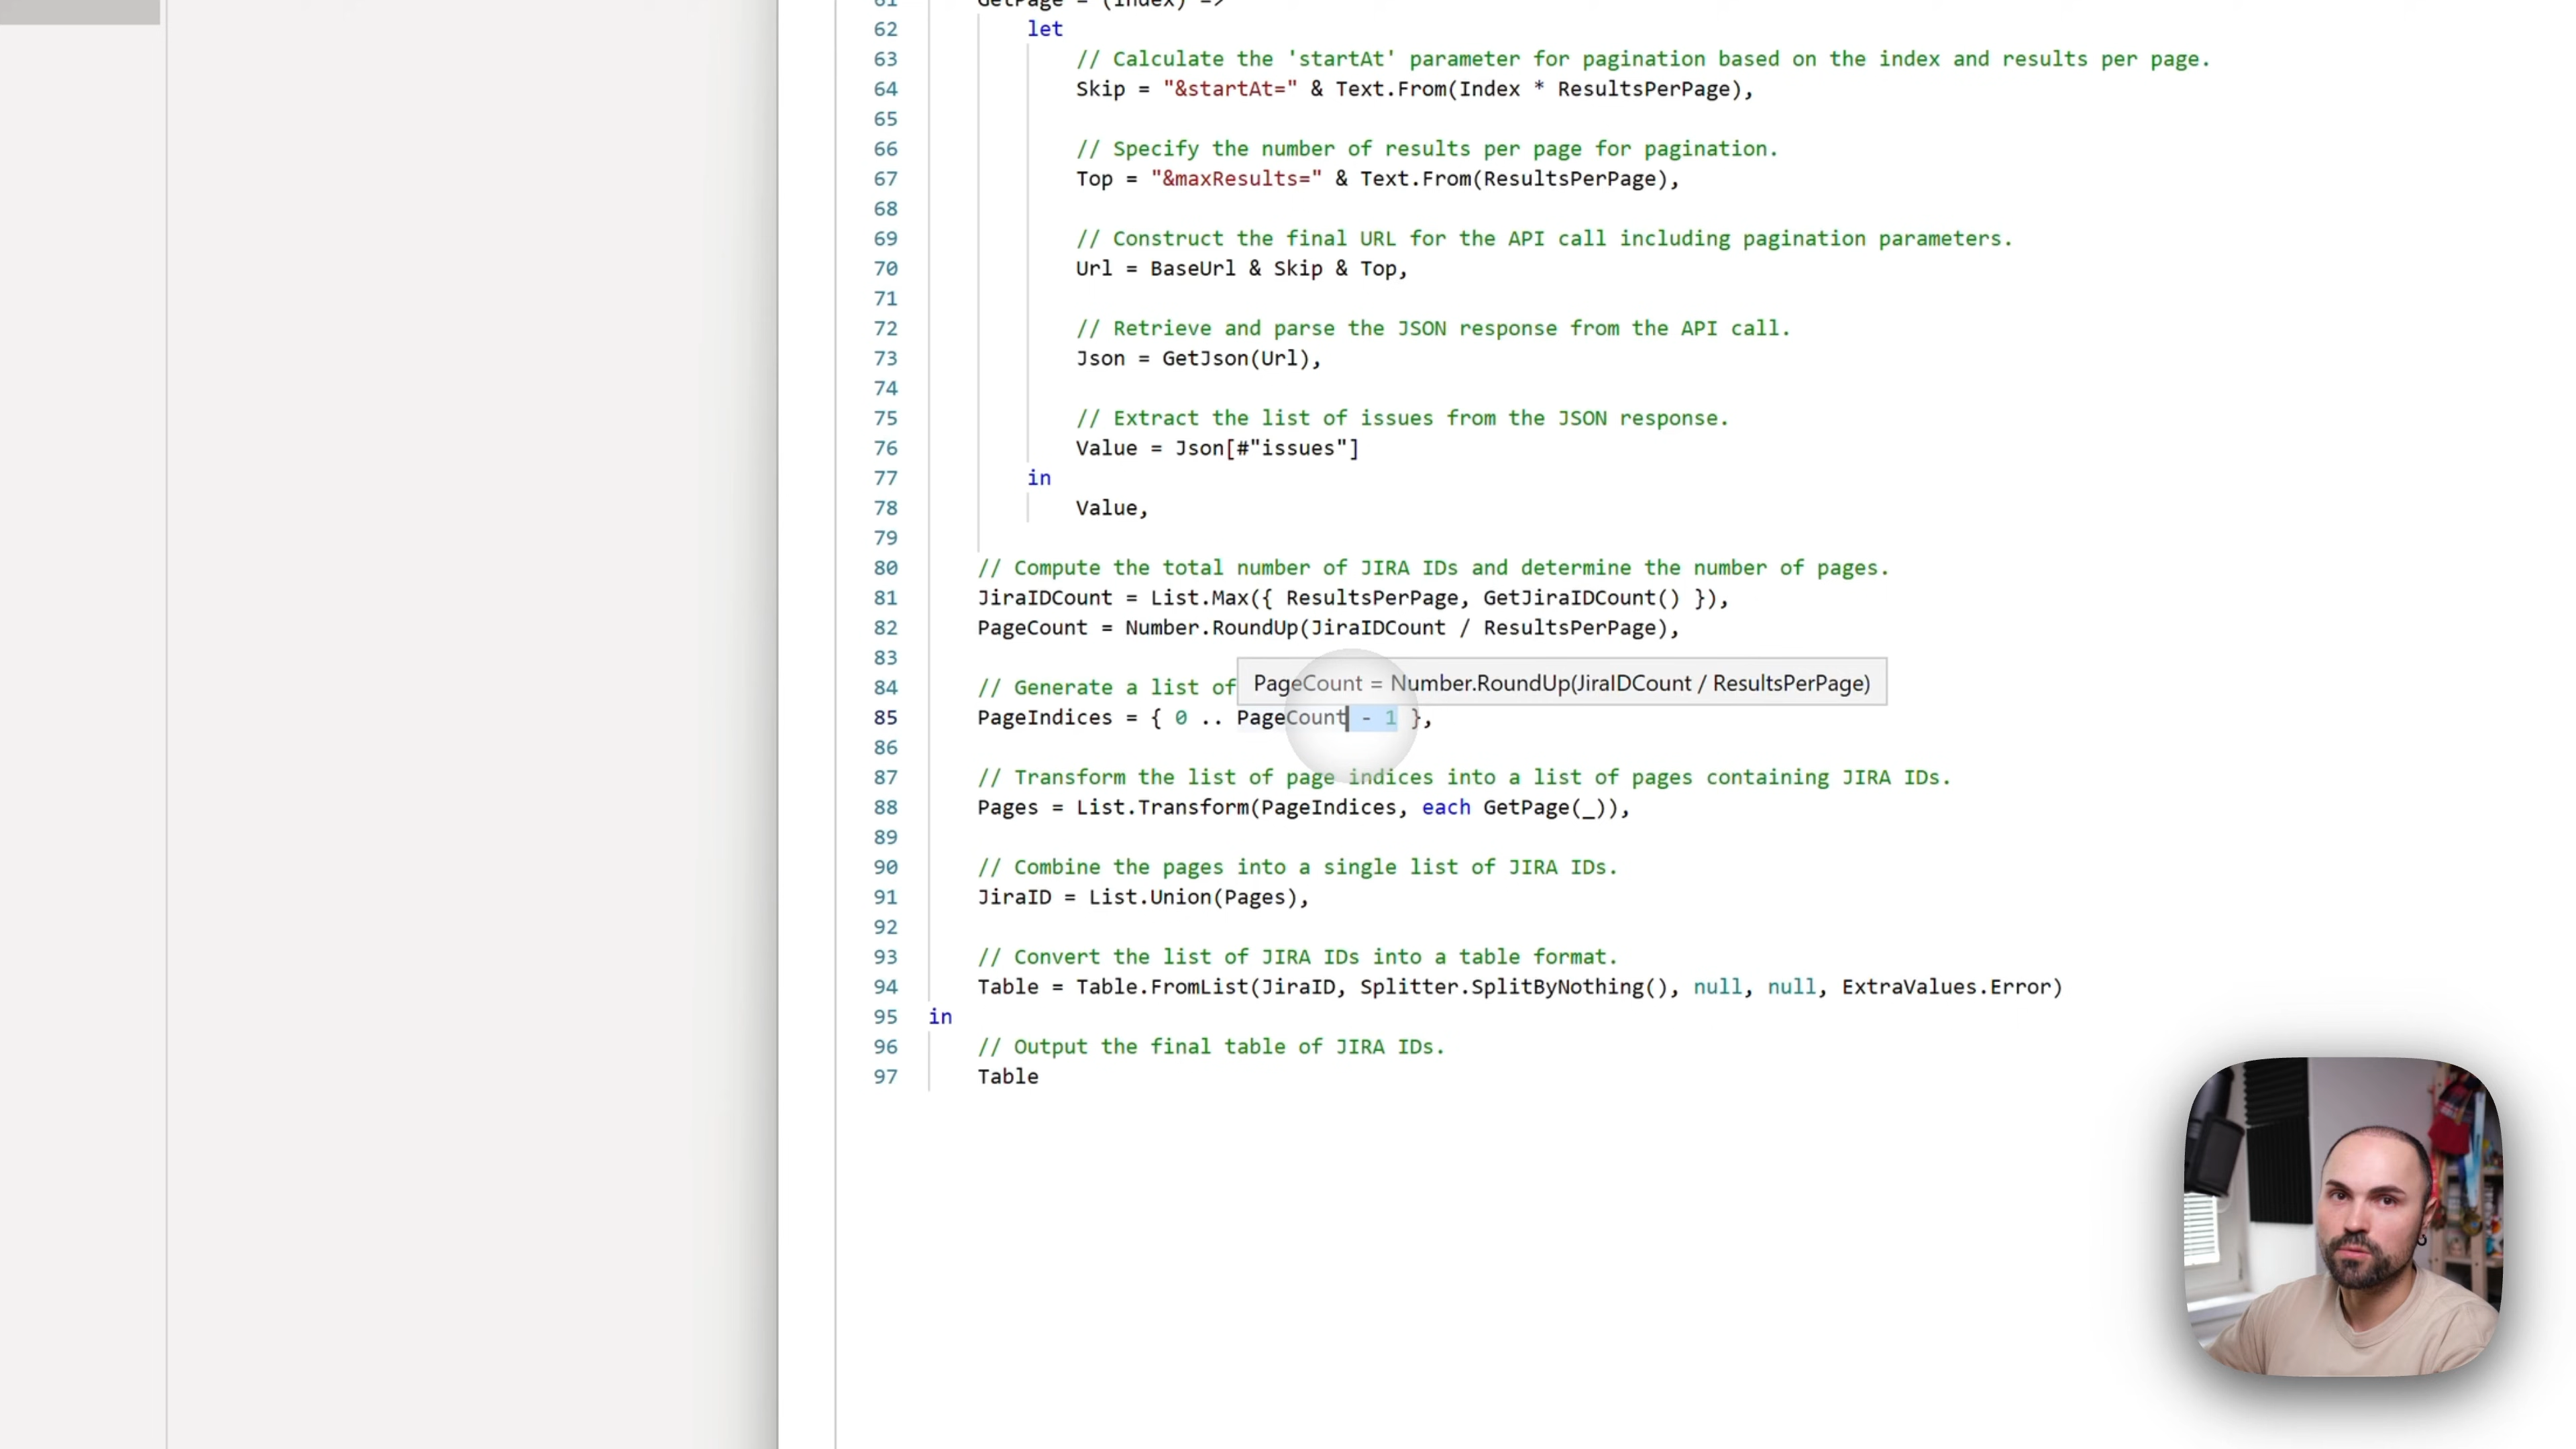 61 GetPage = (Index) =>
62 let
63 // Calculate the 'startAt' parameter for pagination based on the index and results per page.
64 Skip = "&startAt=" & Text.From(Index * ResultsPerPage),
65
66 // Specify the number of results per page for pagination.
67 Top = "&maxResults=" & Text.From(ResultsPerPage),
68
69 // Construct the final URL for the API call including pagination parameters.
70 Url = BaseUrl & Skip & Top,
71
72 // Retrieve and parse the JSON response from the API call.
73 Json = GetJson(Url),
74
75 // Extract the list of issues from the JSON response.
76 Value = Json[#"issues"]
77 in
78 Value,
79
80 // Compute the total number of JIRA IDs and determine the number of pages.
81 JiraIDCount = List.Max({ ResultsPerPage, GetJiraIDCount() }),
82 PageCount = Number.RoundUp(JiraIDCount / ResultsPerPage),
83
84 // Generate a list of
PageCount = Number.RoundUp(JiraIDCount / ResultsPerPage)
85 PageIndices = { 0 .. PageCount - 1 },
86
87 // Transform the list of page indices into a list of pages containing JIRA IDs.
88 Pages = List.Transform(PageIndices, each GetPage(_)),
89
90 // Combine the pages into a single list of JIRA IDs.
91 JiraID = List.Union(Pages),
92
93 // Convert the list of JIRA IDs into a table format.
94 Table = Table.FromList(JiraID, Splitter.SplitByNothing(), null, null, ExtraValues.Error)
95 in
96 // Output the final table of JIRA IDs.
97 Table